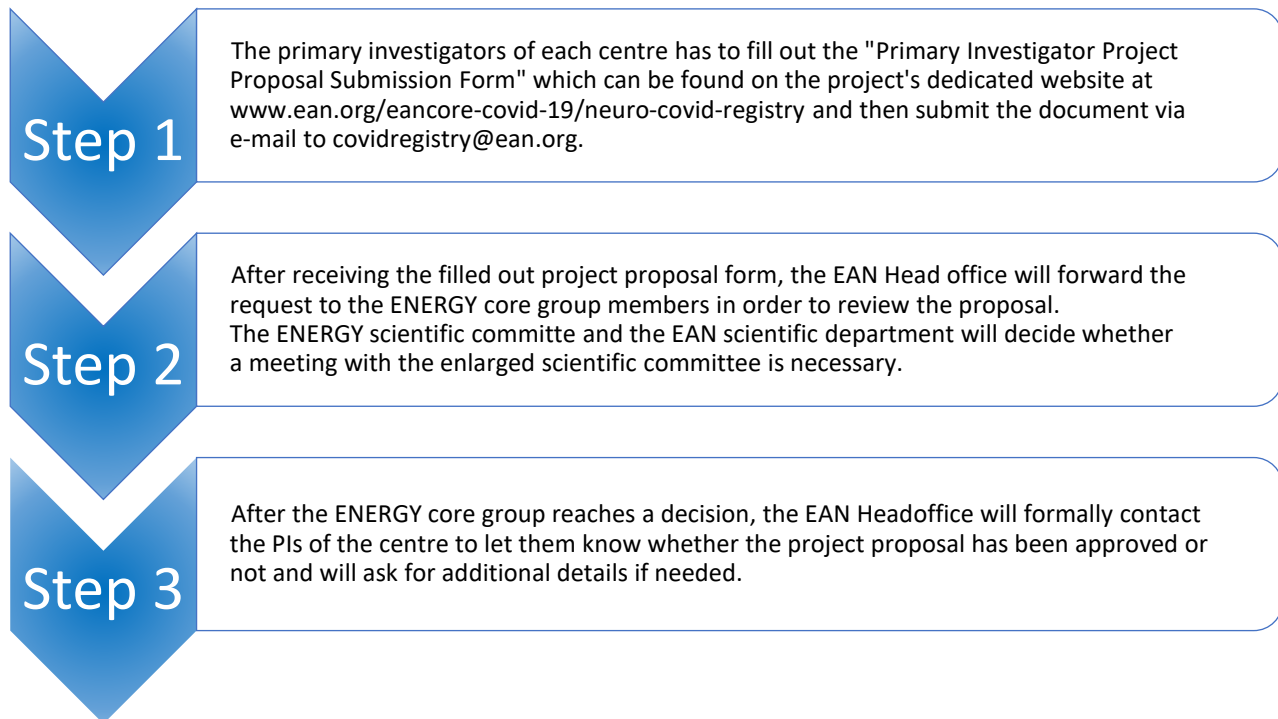 Step 1
The primary investigators of each centre has to fill out the "Primary Investigator Project
Proposal Submission Form" which can be found on the project's dedicated website at
www.ean.org/eancore-covid-19/neuro-covid-registry and then submit the document via
e-mail to covidregistry@ean.org.
Step 2
After receiving the filled out project proposal form, the EAN Head office will forward the
request to the ENERGY core group members in order to review the proposal.
The ENERGY scientific committe and the EAN scientific department will decide whether
a meeting with the enlarged scientific committee is necessary.
Step 3
After the ENERGY core group reaches a decision, the EAN Headoffice will formally contact
the PIs of the centre to let them know whether the project proposal has been approved or
not and will ask for additional details if needed.